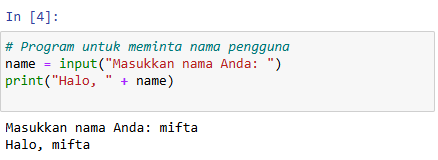 In [4]:
# Program untuk meminta nama pengguna
name = input("Masukkan nama Anda: ")
print("Halo, " + name)
Masukkan nama Anda: mifta
Halo, mifta